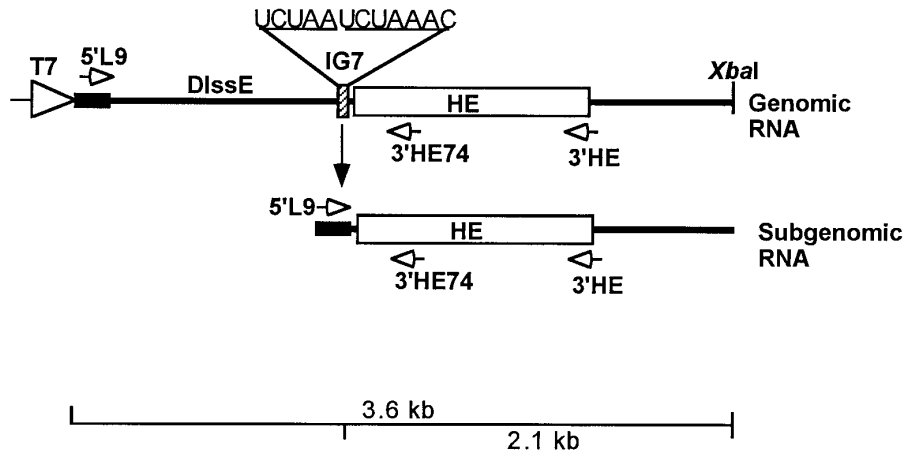 UCUAAUCUAAAC
IG7
T7
5'L9
DIssE
XbaI
HE
Genomic
RNA
3'HE74
3'HE
5'L9
HE
Subgenomic
RNA
3'HE74
3'HE
3.6 kb
2.1 kb